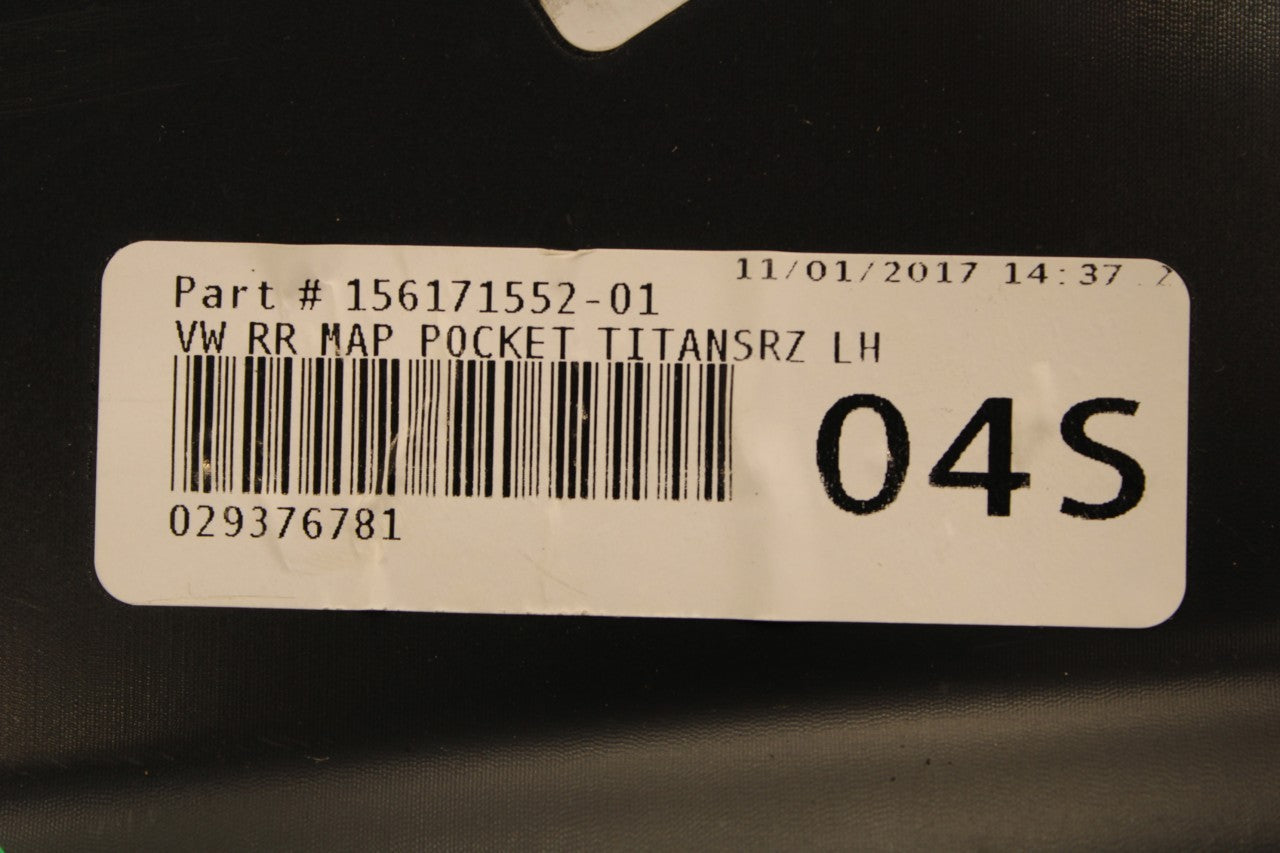 11/01/2017 14:37
Part # 156171552-01
VW RR MAP POCKET TITANSRZ LH
04S
029376781